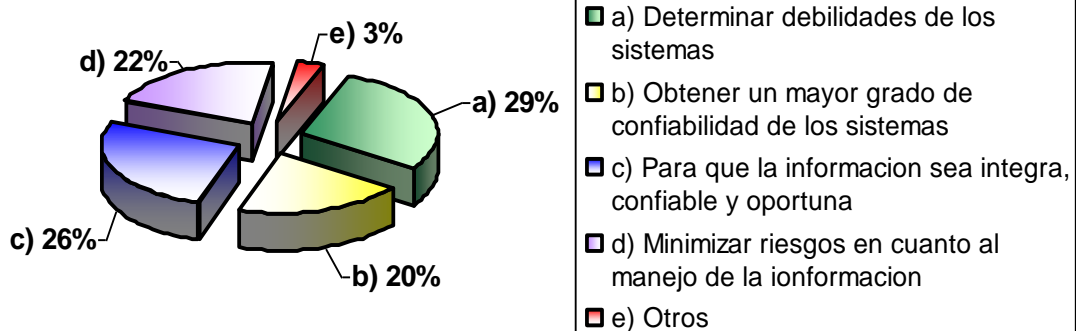 e) 3%
d) 22%
a) 29%
c) 26%
b) 20%
a) Determinar debilidades de los
sistemas
b) Obtener un mayor grado de
confiabilidad de los sistemas
c) Para que la informacion sea integra,
confiable y oportuna
d) Minimizar riesgos en cuanto al
manejo de la ionformacion
e) Otros